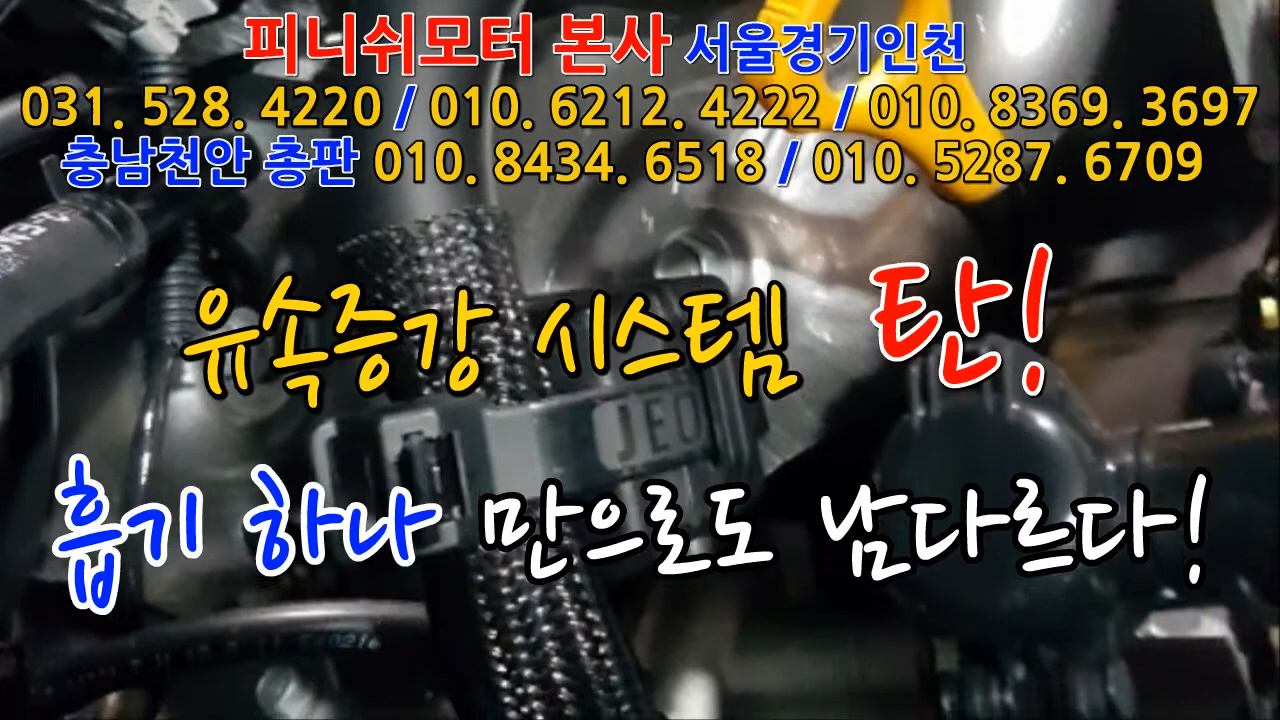 피니쉬모터 본사 서울경기인천
031. 528. 4220 / 010. 6212. 4222 / 010. 8369. 3697
충남천안 총판 010. 8434. 6518 / 010. 5287. 6709
유속증강 시스템 탄!
JEO
흡기 하나 만으로도 남다르다!